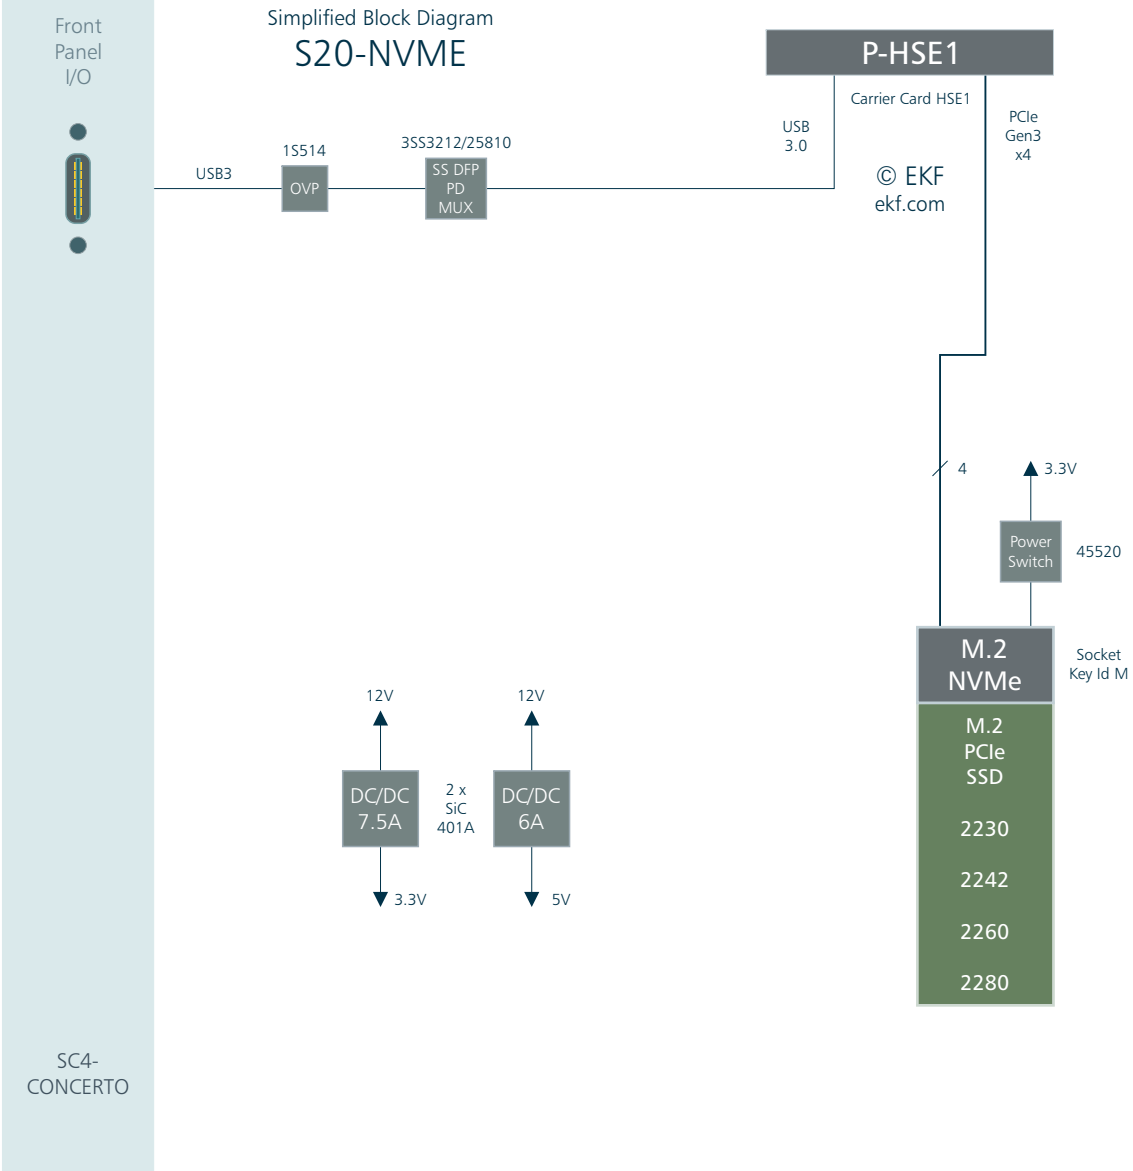 Front
Panel
I/O
Simplified Block Diagram
S20-NVME
P-HSE1
Carrier Card HSE1
USB
3.0
PCIe
Gen3
x4
© EKF
ekf.com
USB3
1S514
OVP
3SS3212/25810
SS DFP
PD
MUX
4
3.3V
Power
Switch
45520
M.2
NVMe
Socket
Key Id M
M.2
PCIe
SSD
2230
2242
2260
2280
12V
DC/DC
7.5A
3.3V
2 x
SiC
401A
12V
DC/DC
6A
5V
SC4-
CONCERTO